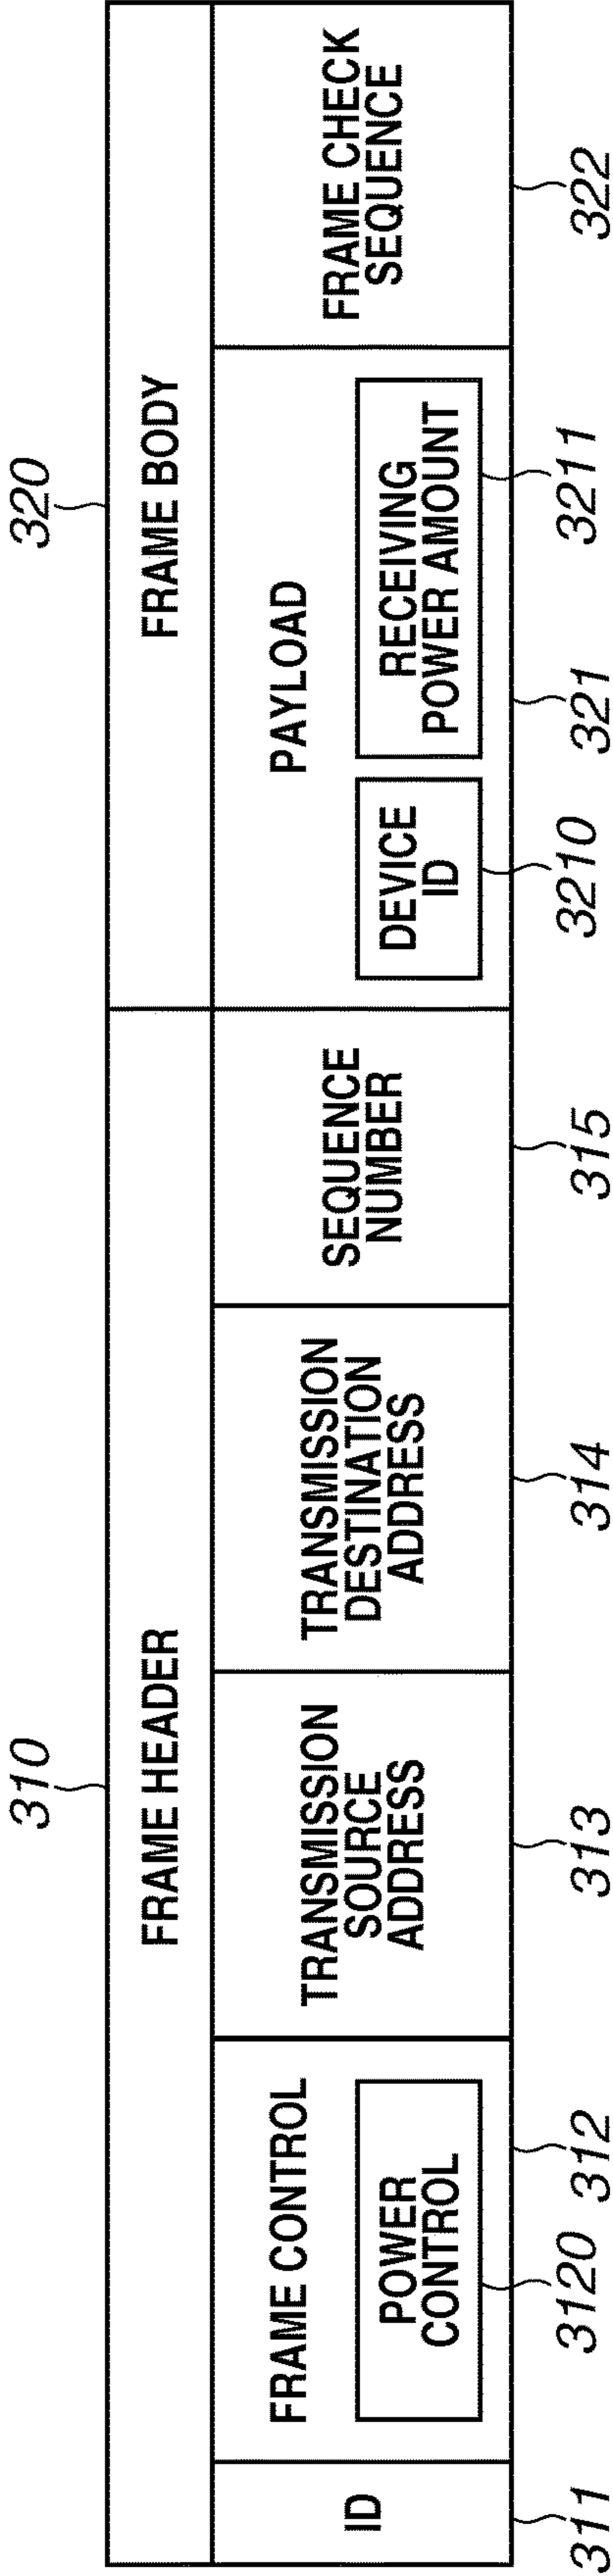 310
320
FRAME HEADER
FRAME BODY
ID
FRAME CONTROL
POWER
CONTROL
TRANSMISSION
SOURCE
ADDRESS
TRANSMISSION
DESTINATION
ADDRESS
SEQUENCE
NUMBER
PAYLOAD
DEVICE
ID
RECEIVING
POWER AMOUNT
FRAME CHECK
SEQUENCE
311
3120
312
313
314
315
3210
321
3211
322